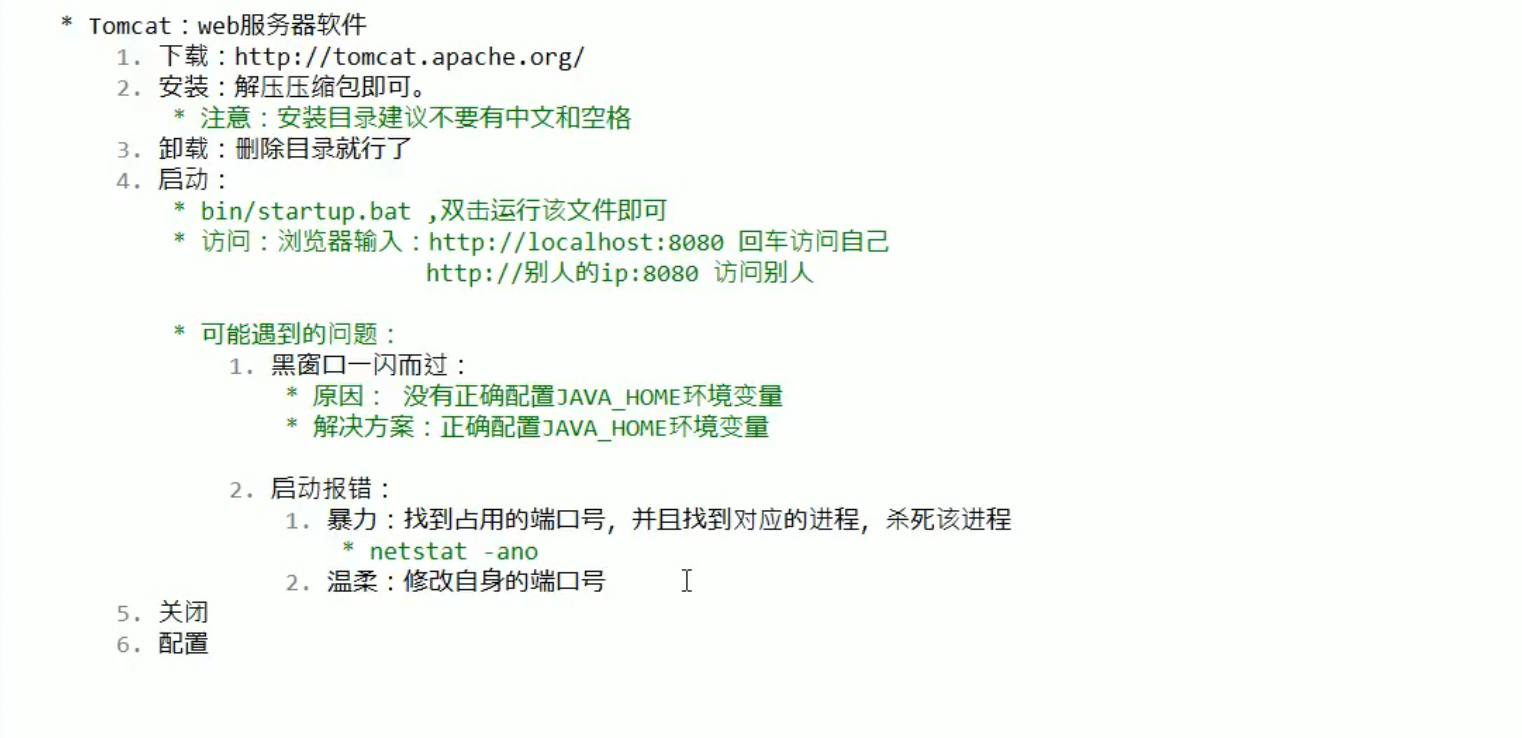 * Tomcat：web服务器软件
1. 下载：http://tomcat.apache.org/
2. 安装：解压压缩包即可。
* 注意：安装目录建议不要有中文和空格
3. 卸载：删除目录就行了
4. 启动：
* bin/startup.bat ,双击运行该文件即可
* 访问：浏览器输入：http://localhost:8080 回车访问自己
http://别人的ip:8080 访问别人
* 可能遇到的问题：
1. 黑窗口一闪而过：
* 原因： 没有正确配置JAVA_HOME环境变量
* 解决方案：正确配置JAVA_HOME环境变量
2. 启动报错：
1. 暴力：找到占用的端口号，并且找到对应的进程，杀死该进程
* netstat -ano
2. 温柔：修改自身的端口号
5. 关闭
6. 配置